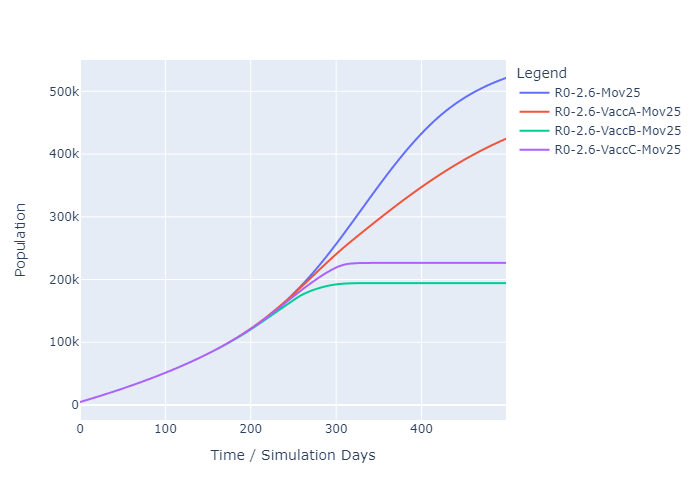 Legend
R0-2.6-Mov25
R0-2.6-VaccA-Mov25
R0-2.6-VaccB-Mov25
R0-2.6-VaccC-Mov25
500k
400k
300k
200k
100k
0
Population
0 100 200 300 400
Time / Simulation Days